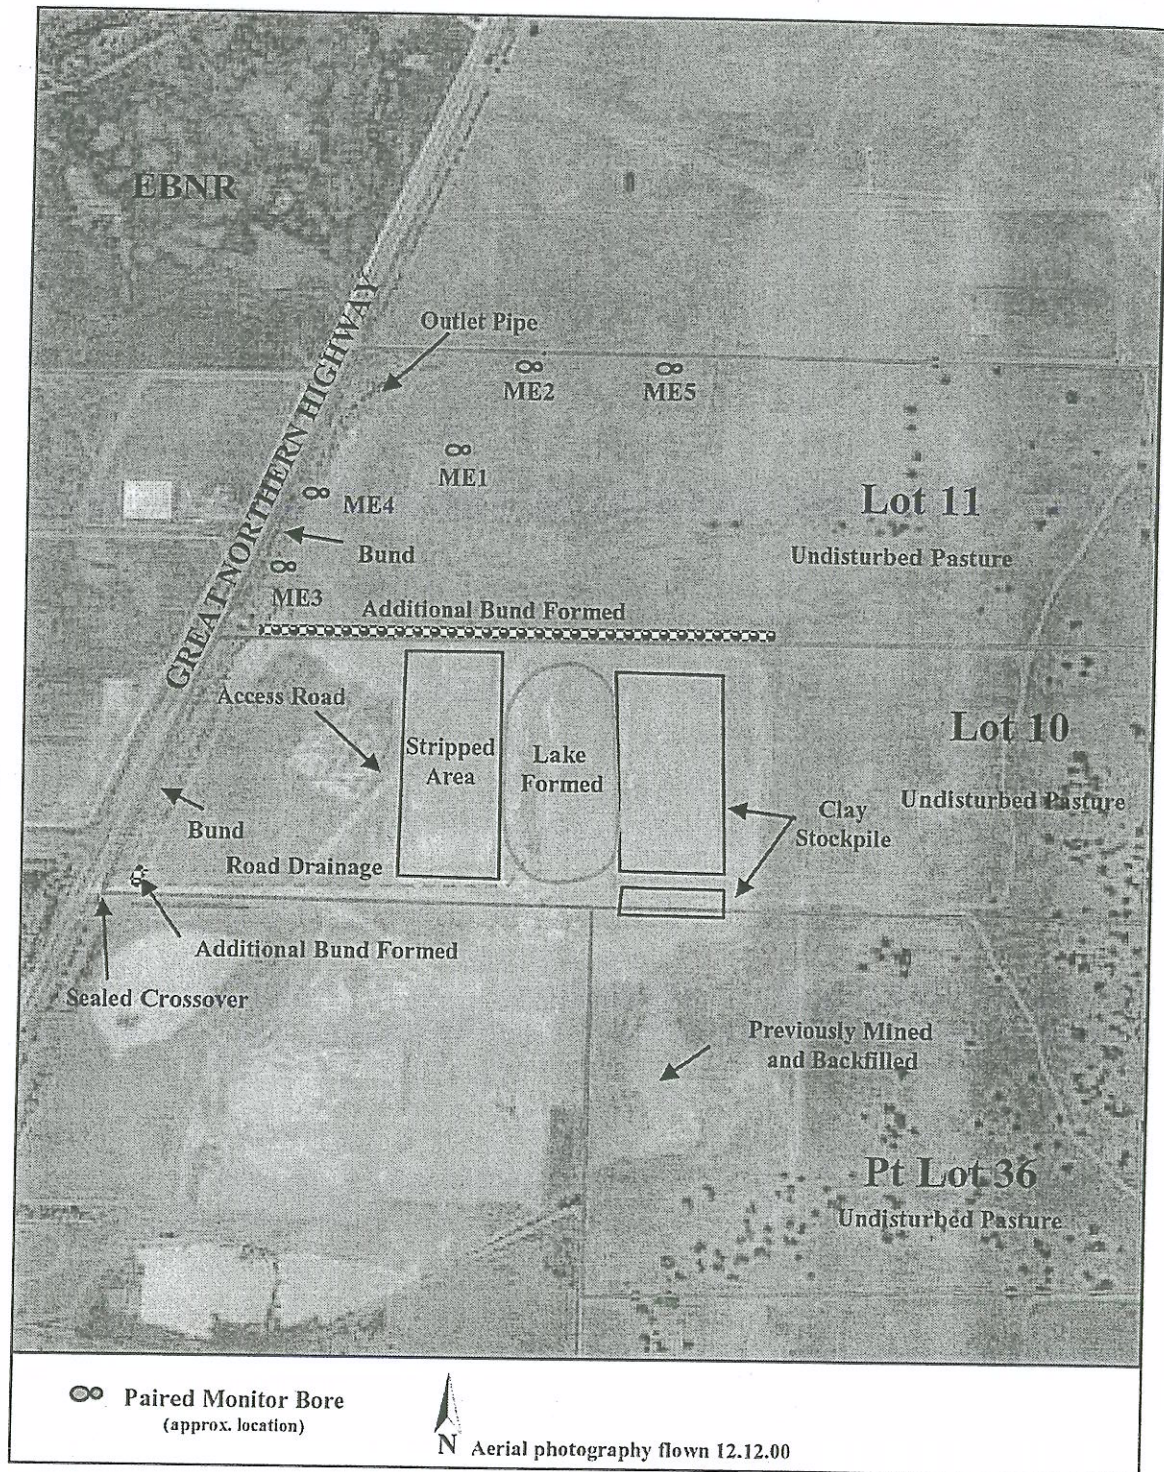 EBNR
GREAT NORTHERN HIGHWAY
Outlet Pipe
ME2
ME5
ME1
ME4
Lot 11
Bund
Undisturbed Pasture
ME3
Additional Bund Formed
Access Road
Lot 10
Stripped
Area
Lake
Formed
Undisturbed Pasture
Clay
Stockpile
Bund
Road Drainage
Additional Bund Formed
Sealed Crossover
Previously Mined
and Backfilled
Pt Lot 36
Undisturbed Pasture
Paired Monitor Bore
(approx. location)
N
Aerial photography flown 12.12.00